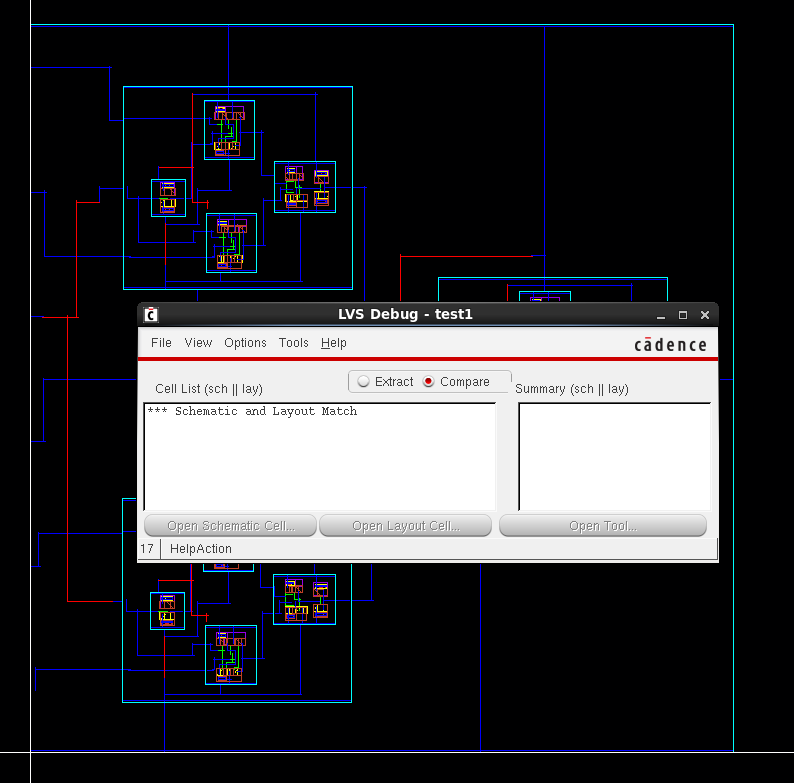 LVS Debug - test1
File View Options Tools Help
cādence
Extract Compare
Cell List (sch || lay)
Summary (sch || lay)
*** Schematic and Layout Match
Open Schematic Cell... Open Layout Cell... Open Tool...
17 HelpAction